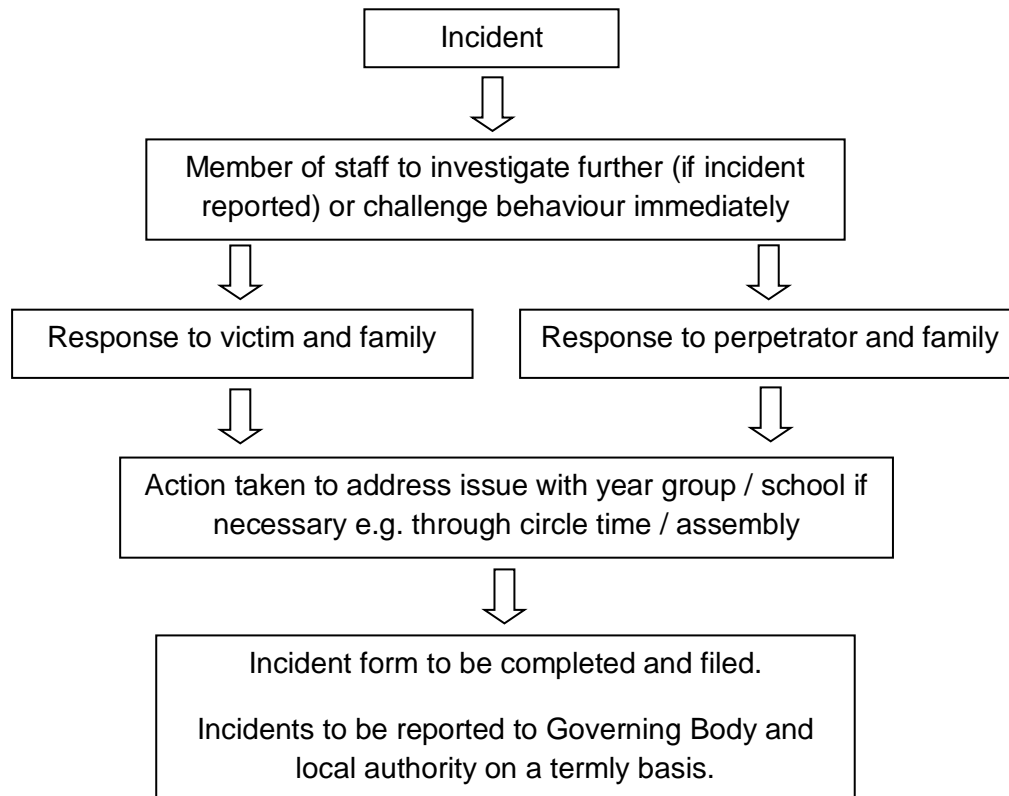 Incident
Member of staff to investigate further (if incident
reported) or challenge behaviour immediately
Response to victim and family
Response to perpetrator and family
Action taken to address issue with year group / school if
necessary e.g. through circle time / assembly
Incident form to be completed and filed.
Incidents to be reported to Governing Body and
local authority on a termly basis.